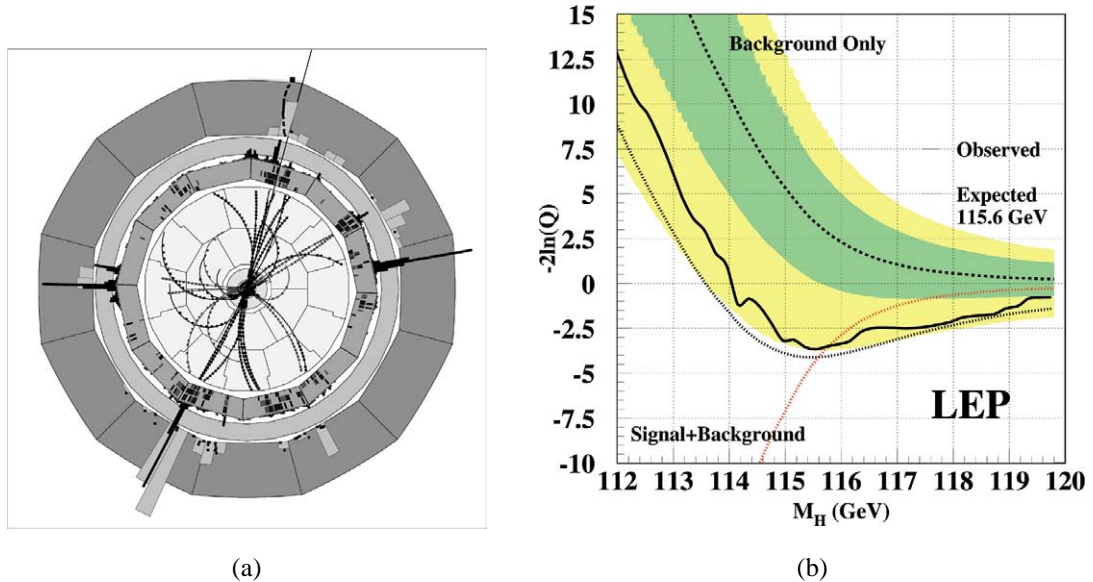 15
12.5
10
7.5
5
2.5
0
-2.5
-5
-7.5
-10
-2ln(Q)
Background Only
Observed
Expected
115.6 GeV
LEP
Signal+Background
112 113 114 115 116 117 118 119 120
M_H (GeV)
(a) (b)